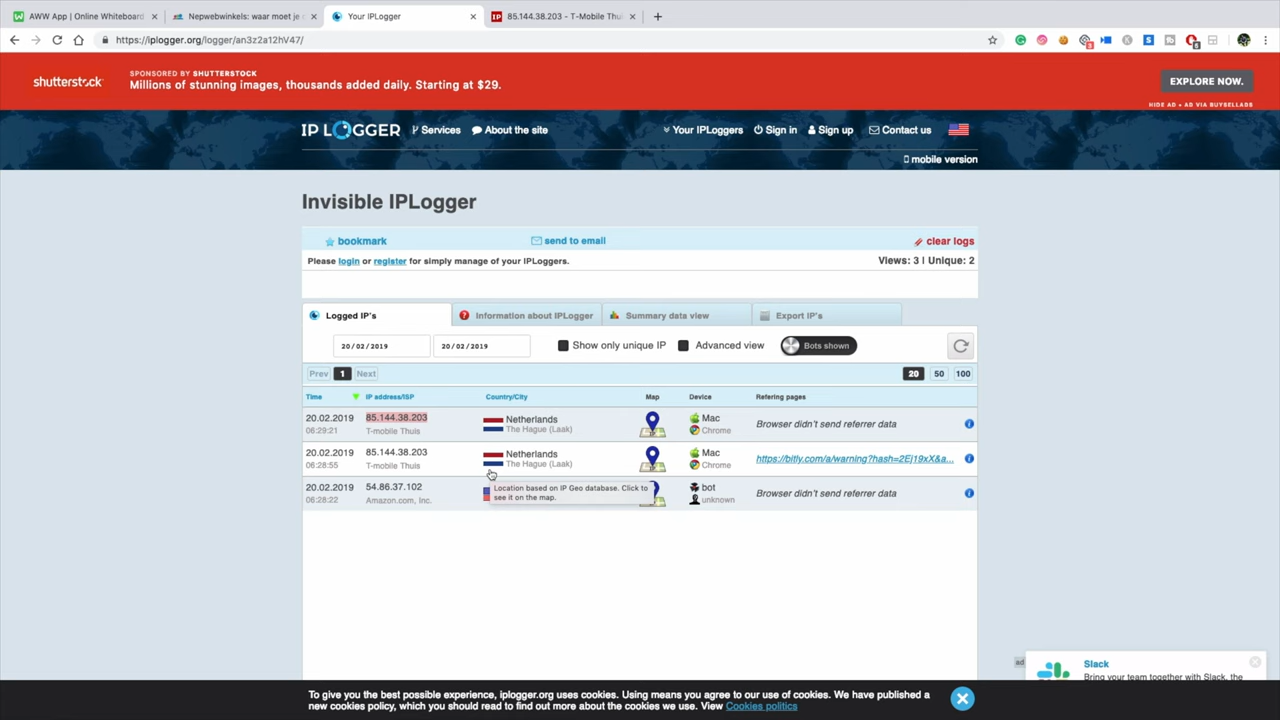 AWW App | Online Whiteboard
Nepwebwinkels: waar moet je o
Your IPLogger
IP 85.144.38.203 - T-Mobile Thui
https://iplogger.org/logger/an3z2a12hV47/
shutterstock
SPONSORED BY SHUTTERSTOCK
Millions of stunning images, thousands added daily. Starting at $29.
EXPLORE NOW.
HIDE AD • AD VIA BUYSELLADS
IP LOGGER
Services
About the site
Your IPLoggers
Sign in
Sign up
Contact us
mobile version
Invisible IPLogger
bookmark
send to email
clear logs
Please login or register for simply manage of your IPLoggers.
Views: 3 | Unique: 2
Logged IP's
Information about IPLogger
Summary data view
Export IP's
20/02/2019
20/02/2019
Show only unique IP
Advanced view
Bots shown
Prev 1 Next
20 50 100
Time
IP address/ISP
Country/City
Map
Device
Refering pages
20.02.2019 85.144.38.203 Netherlands Mac Browser didn't send referrer data
06:29:21 T-mobile Thuis The Hague (Laak) Chrome
20.02.2019 85.144.38.203 Netherlands Mac https://bitly.com/a/warning?hash=2Ej19xX&a...
06:28:55 T-mobile Thuis The Hague (Laak) Chrome
20.02.2019 54.86.37.102 bot Browser didn't send referrer data
06:28:22 Amazon.com, Inc. unknown
Location based on IP Geo database. Click to
see it on the map.
ad
Slack
Bring your team together with Slack, the
To give you the best possible experience, iplogger.org uses cookies. Using means you agree to our use of cookies. We have published a
new cookies policy, which you should read to find out more about the cookies we use. View Cookies politics